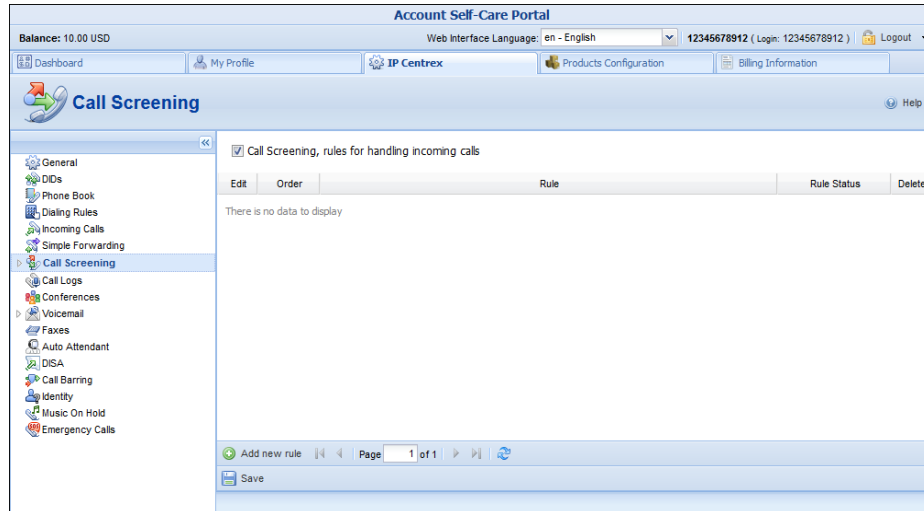 Account Self-Care Portal
Balance: 10.00 USD Web Interface Language: en - English 12345678912 ( Login: 12345678912 ) Logout
Dashboard My Profile IP Centrex Products Configuration Billing Information
Call Screening Help
General
DIDs
Phone Book
Dialing Rules
Incoming Calls
Simple Forwarding
Call Screening
Call Logs
Conferences
Voicemail
Faxes
Auto Attendant
DISA
Call Barring
Identity
Music On Hold
Emergency Calls
Call Screening, rules for handling incoming calls
Edit Order Rule Rule Status Delete
There is no data to display
Add new rule Page 1 of 1
Save